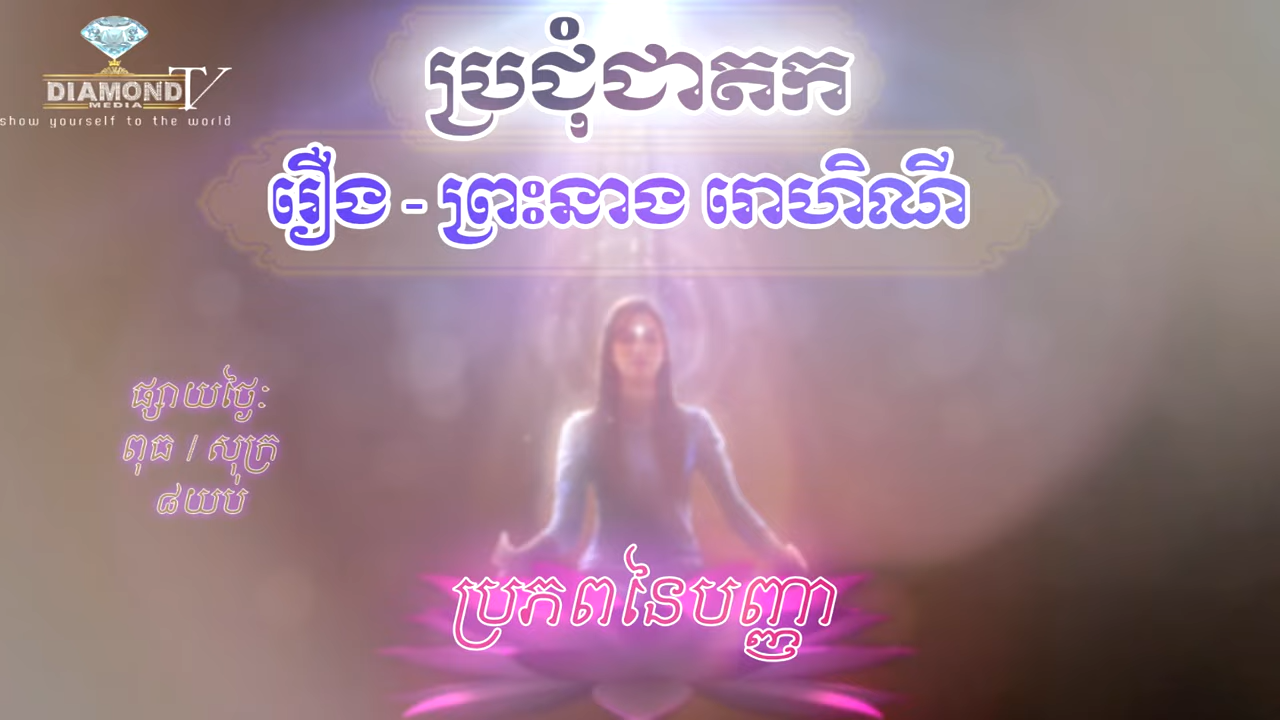 DIAMOND TV
MEDIA
show yourself to the world
ប្រជុំជាតក
រឿង - ព្រះនាង រោហិណី
ផ្សាយថ្ងៃៈ
ពុធ / សុក្រ
៨យប់
ប្រភពនៃបញ្ញា